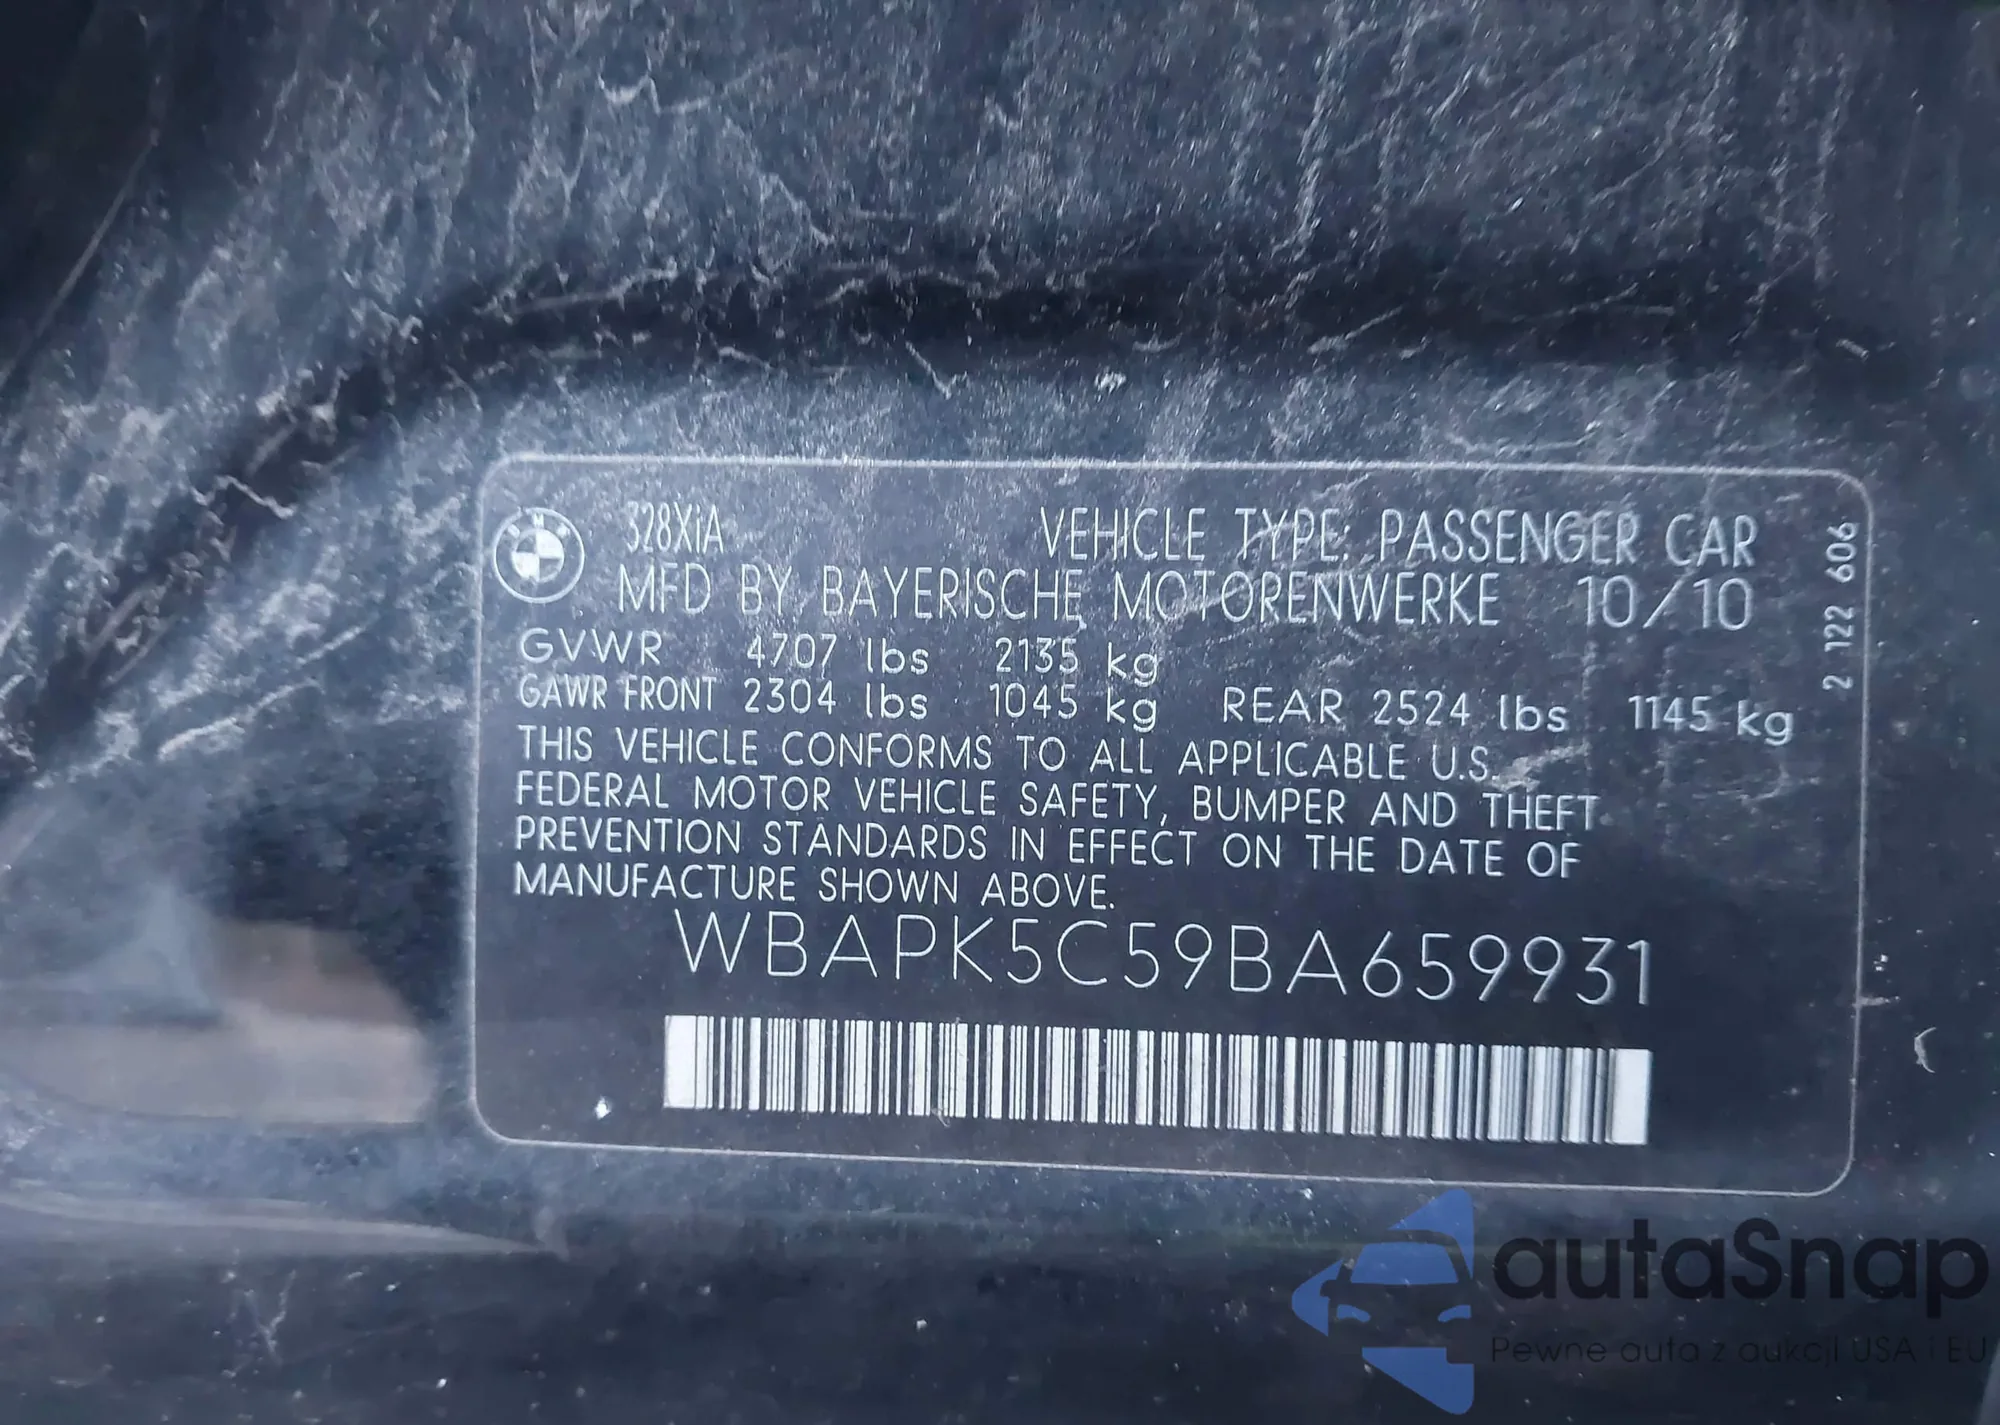 BMW
328XiA VEHICLE TYPE: PASSENGER CAR
MFD BY BAYERISCHE MOTORENWERKE 10/10
GVWR 4707 lbs 2135 kg
GAWR FRONT 2304 lbs 1045 kg REAR 2524 lbs 1145 kg
THIS VEHICLE CONFORMS TO ALL APPLICABLE U.S.
FEDERAL MOTOR VEHICLE SAFETY, BUMPER AND THEFT
PREVENTION STANDARDS IN EFFECT ON THE DATE OF
MANUFACTURE SHOWN ABOVE.
WBAPK5C59BA659931
2 122 606
autaSnap
Pewne auta z aukcji USA i EU